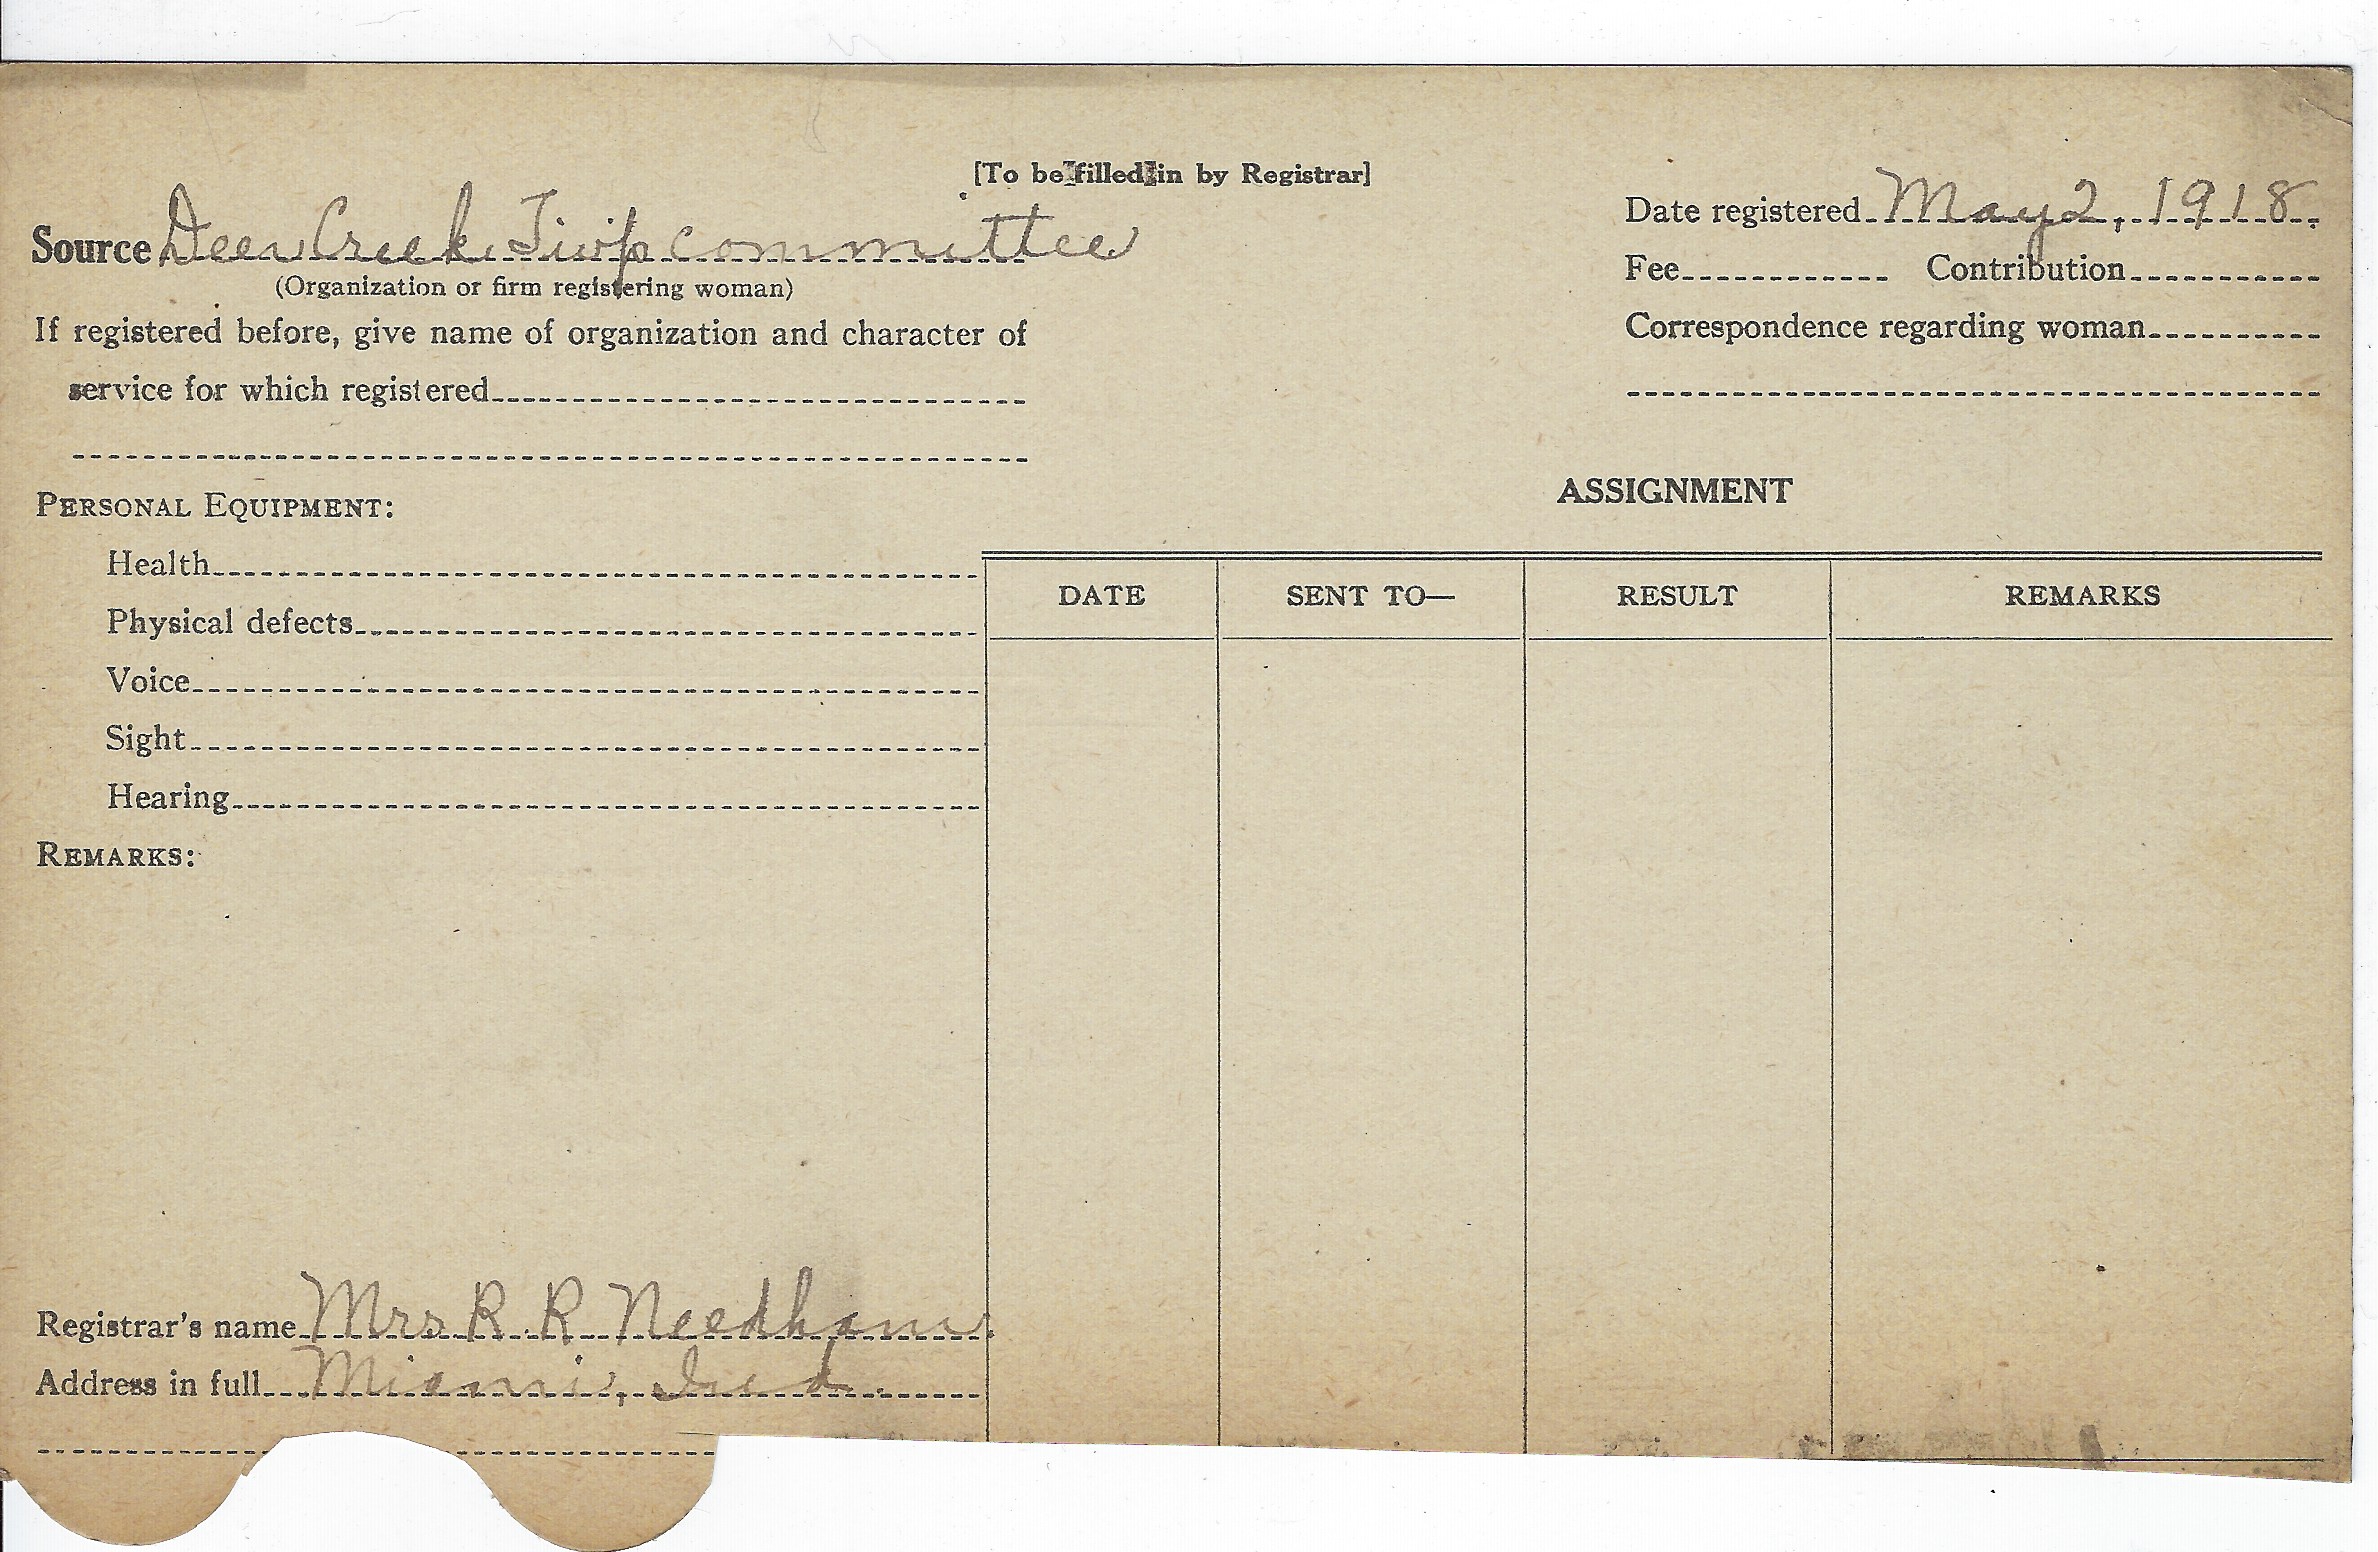 [To be filled in by Registrar]
Source Deer Creek Twp committee
(Organization or firm registering woman)
If registered before, give name of organization and character of
service for which registered
PERSONAL EQUIPMENT:
Health
Physical defects
Voice
Sight
Hearing
REMARKS:
Registrar's name Mrs R. R. Needham.
Address in full Miami, Ind.
Date registered May 2, 1918.
Fee Contribution
Correspondence regarding woman
ASSIGNMENT
DATE SENT TO— RESULT REMARKS